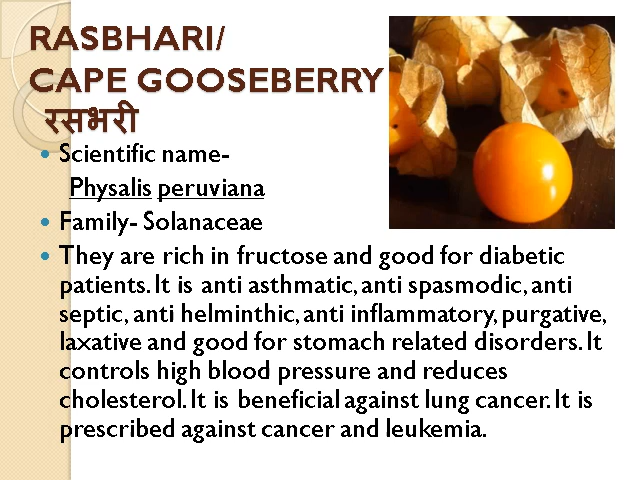 RASBHARI/
CAPE GOOSEBERRY
रसभरी
• Scientific name-
Physalis peruviana
• Family- Solanaceae
• They are rich in fructose and good for diabetic
patients. It is anti asthmatic, anti spasmodic, anti
septic, anti helminthic, anti inflammatory, purgative,
laxative and good for stomach related disorders. It
controls high blood pressure and reduces
cholesterol. It is beneficial against lung cancer. It is
prescribed against cancer and leukemia.